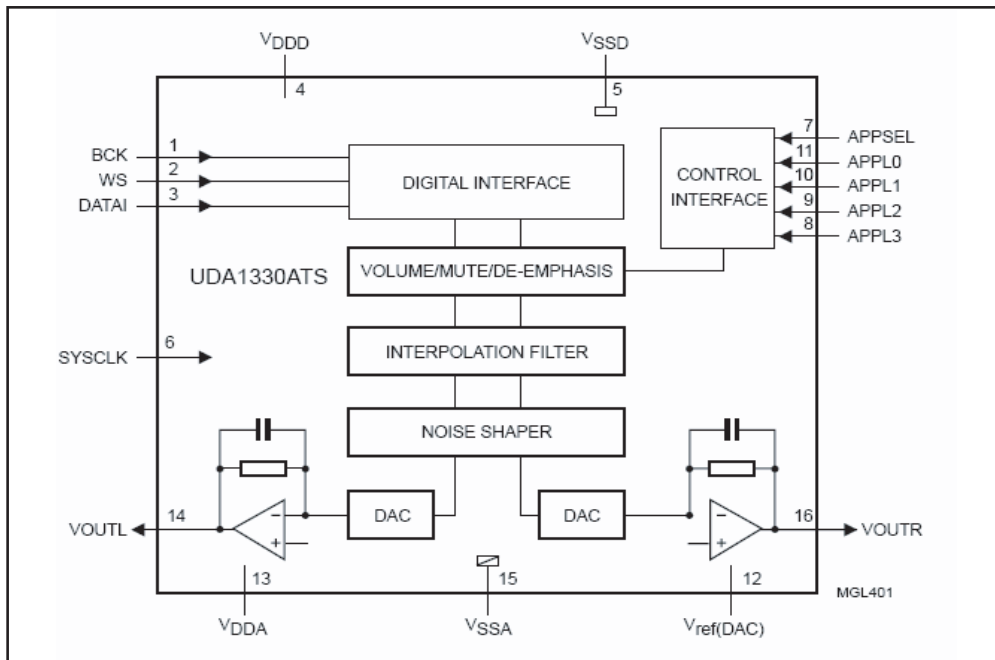 VDDD
VSSD
4
5
BCK
1
WS
2
DATAI
3
DIGITAL INTERFACE
CONTROL
INTERFACE
7
APPSEL
11
APPL0
10
APPL1
9
APPL2
8
APPL3
UDA1330ATS
VOLUME/MUTE/DE-EMPHASIS
SYSCLK
6
INTERPOLATION FILTER
NOISE SHAPER
VOUTL
14
−
+
DAC
DAC
−
+
16
VOUTR
13
15
12
MGL401
VDDA
VSSA
Vref(DAC)